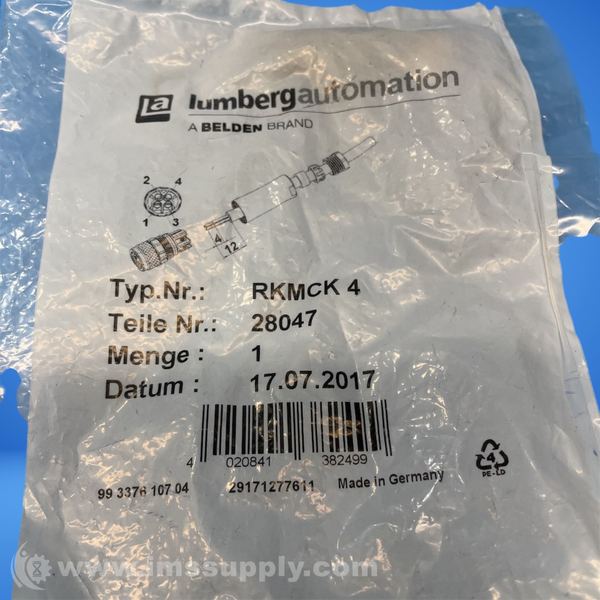 la lumbergautomation
A BELDEN BRAND
2 4
1 3
4
12
Typ.Nr.: RKMCK 4
Teile Nr.: 28047
Menge : 1
Datum : 17.07.2017
4 020841 382499
99 3376 107 04 29171277611 Made in Germany
4
PE-LD
www.imssupply.com